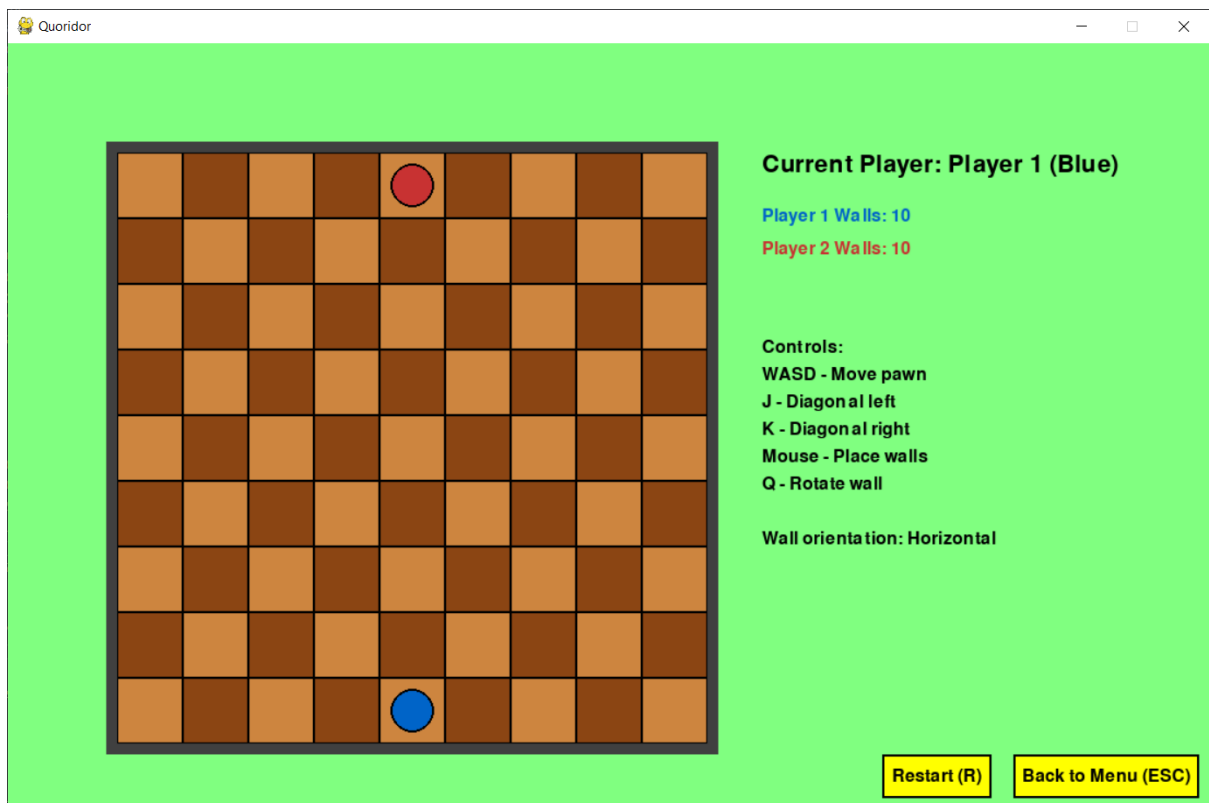 Quoridor
Current Player: Player 1 (Blue)
Player 1 Walls: 10
Player 2 Walls: 10
Controls:
WASD - Move pawn
J - Diagonal left
K - Diagonal right
Mouse - Place walls
Q - Rotate wall
Wall orientation: Horizontal
Restart (R)
Back to Menu (ESC)